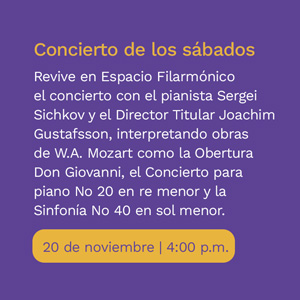 Concierto de los sábados
Revive en Espacio Filarmónico
el concierto con el pianista Sergei
Sichkov y el Director Titular Joachim
Gustafsson, interpretando obras
de W.A. Mozart como la Obertura
Don Giovanni, el Concierto para
piano No 20 en re menor y la
Sinfonía No 40 en sol menor.
20 de noviembre | 4:00 p.m.